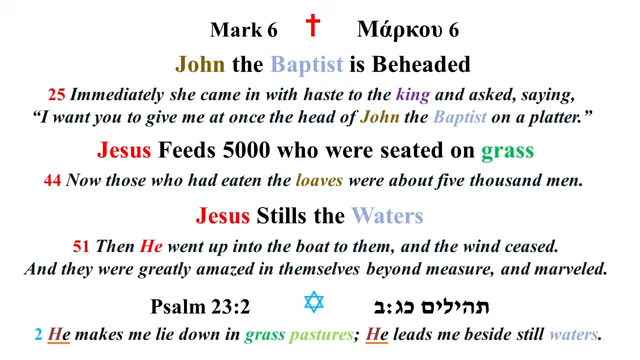 Mark 6 ✝ Μάρκου 6
John the Baptist is Beheaded
25 Immediately she came in with haste to the king and asked, saying,
“I want you to give me at once the head of John the Baptist on a platter.”
Jesus Feeds 5000 who were seated on grass
44 Now those who had eaten the loaves were about five thousand men.
Jesus Stills the Waters
51 Then He went up into the boat to them, and the wind ceased.
And they were greatly amazed in themselves beyond measure, and marveled.
Psalm 23:2 ✡ תהילים כג:ב
2 He makes me lie down in green pastures; He leads me beside still waters.